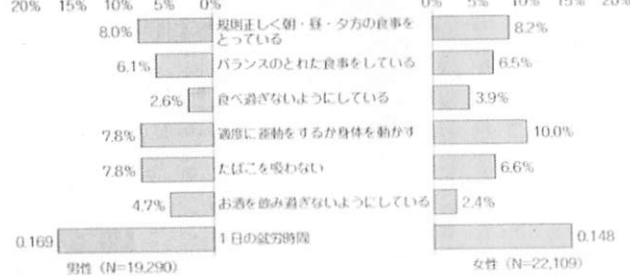 20% 15% 10% 5% 0% 0% 5% 10% 15% 20%
8.0% 規則正しく朝・昼・夕方の食事を
とっている 8.2%
6.1% バランスのとれた食事をしている 6.5%
2.6% 食べ過ぎないようにしている 3.9%
7.8% 適度に運動をするか身体を動かす 10.0%
7.8% たばこを吸わない 6.6%
4.7% お酒を飲み過ぎないようにしている 2.4%
0.169 1日の就労時間 0.148
男性 (N=19,290) 女性 (N=22,109)